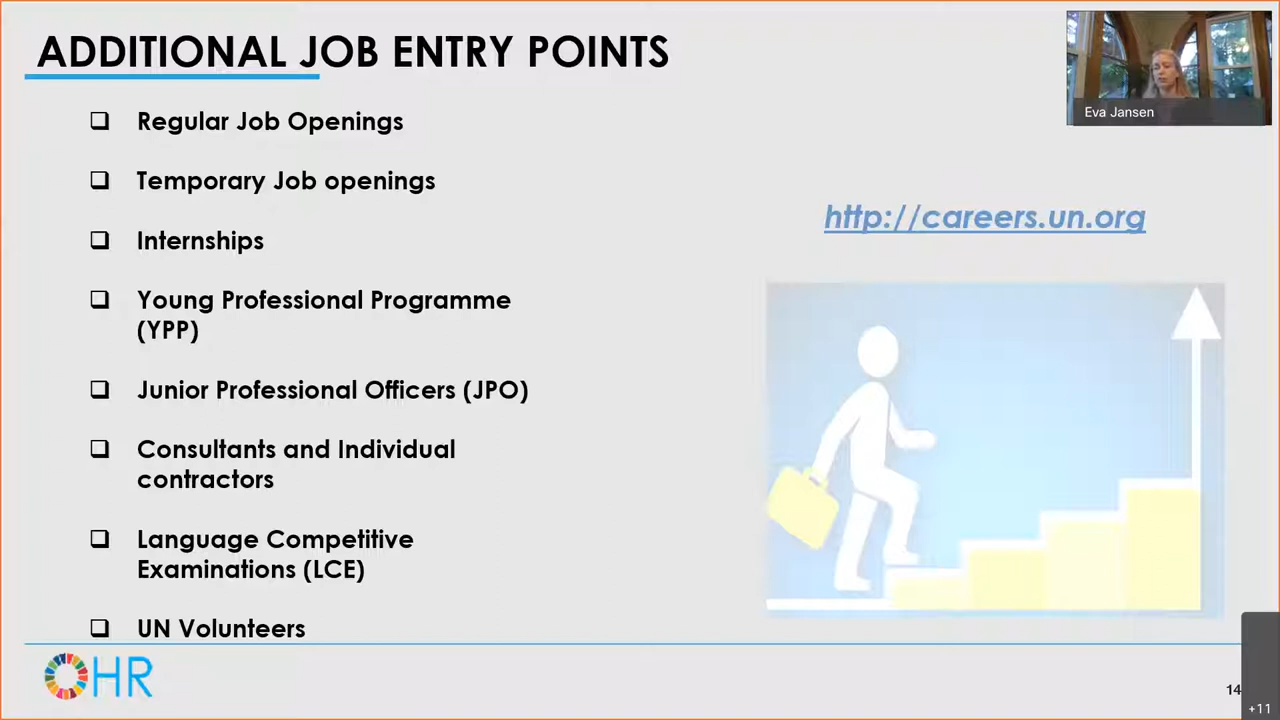 ADDITIONAL JOB ENTRY POINTS
Eva Jansen
❑ Regular Job Openings
❑ Temporary Job openings
❑ Internships
❑ Young Professional Programme
(YPP)
❑ Junior Professional Officers (JPO)
❑ Consultants and Individual
contractors
❑ Language Competitive
Examinations (LCE)
❑ UN Volunteers
http://careers.un.org
OHR
14
+11